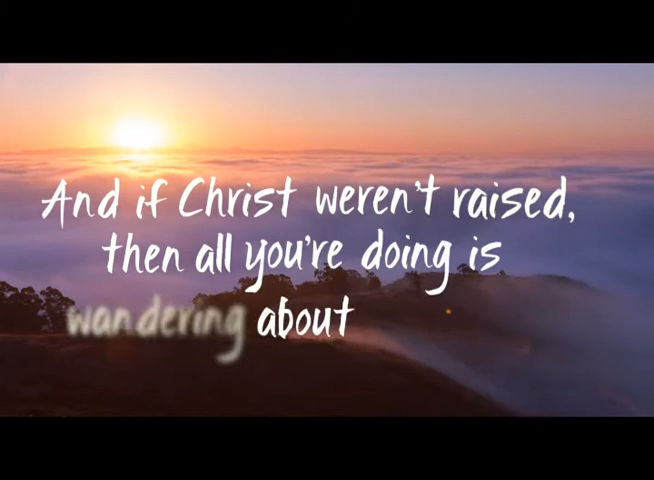 And if Christ weren't raised,
then all you're doing is
wandering about